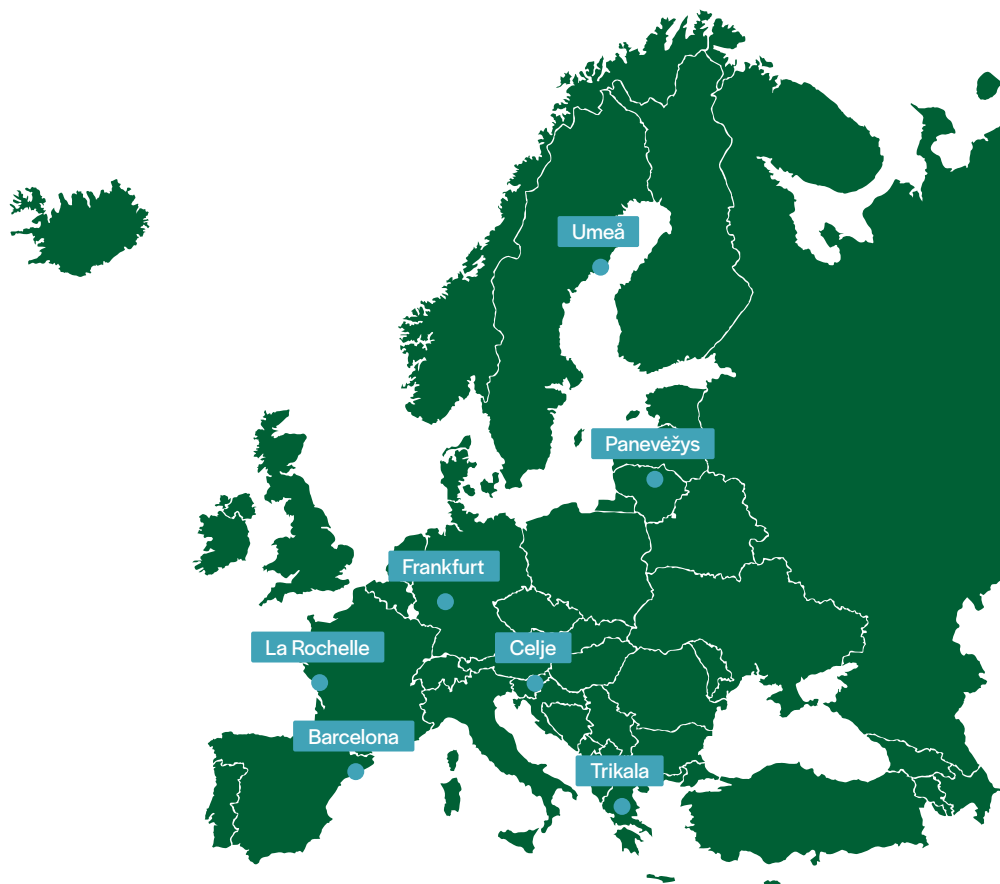 Umeå
Panevėžys
Frankfurt
La Rochelle
Celje
Barcelona
Trikala